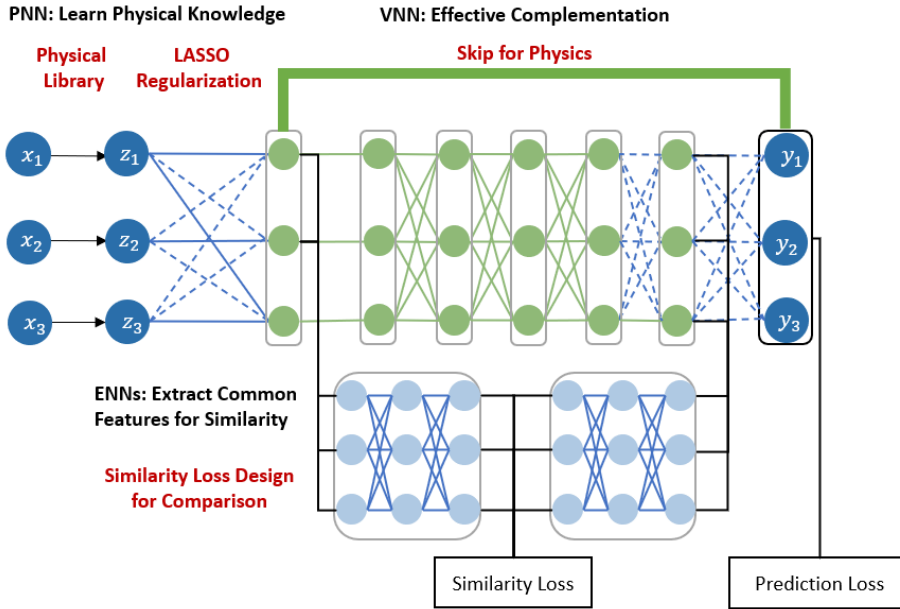 PNN: Learn Physical Knowledge
VNN: Effective Complementation
Physical
Library
LASSO
Regularization
Skip for Physics
x₁
z₁
y₁
x₂
z₂
y₂
x₃
z₃
y₃
ENNs: Extract Common
Features for Similarity
Similarity Loss Design
for Comparison
Similarity Loss
Prediction Loss